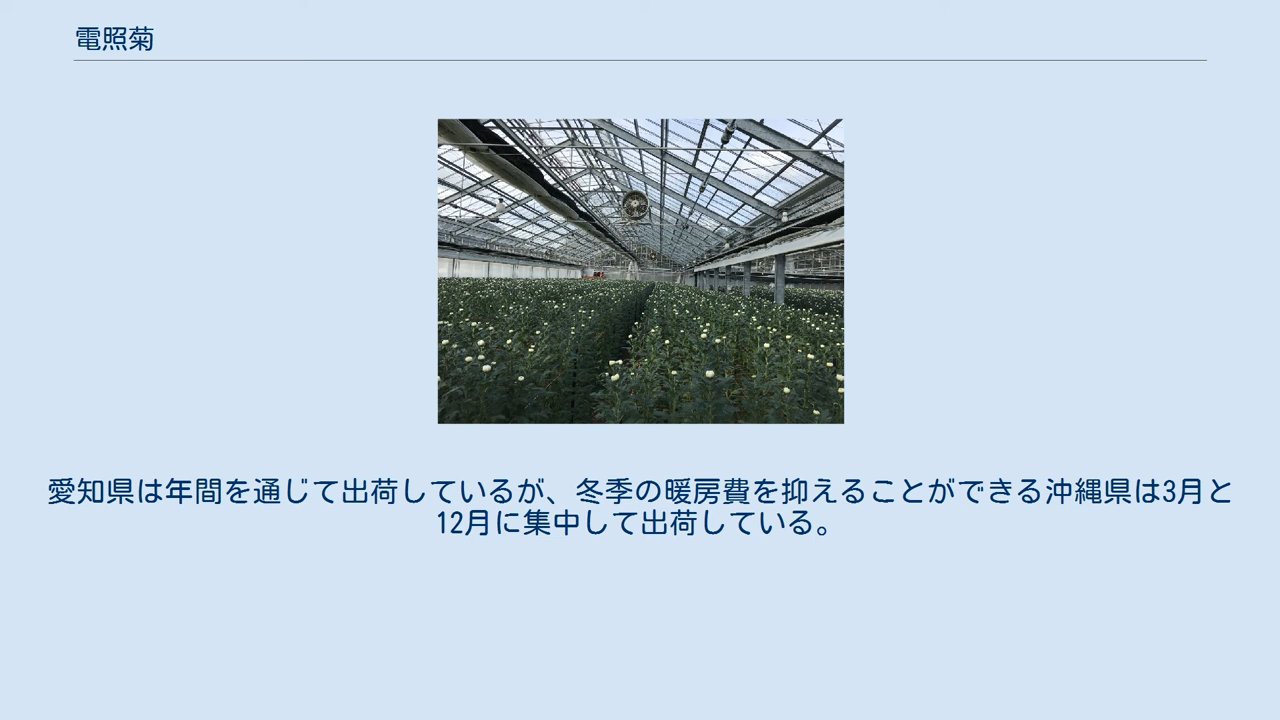 電照菊
愛知県は年間を通じて出荷しているが、冬季の暖房費を抑えることができる沖縄県は3月と
12月に集中して出荷している。